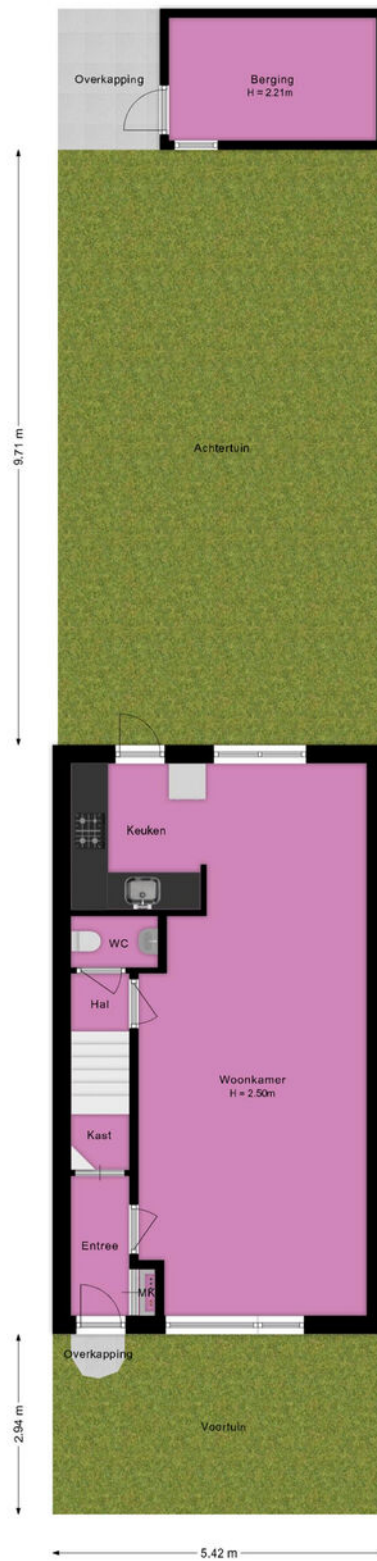 Overkapping
Berging
H = 2.21m
9.71 m
Achtertuin
Keuken
WC
Hal
Woonkamer
H = 2.50m
Kast
Entree
MK
Overkapping
2.94 m
Voortuin
5.42 m